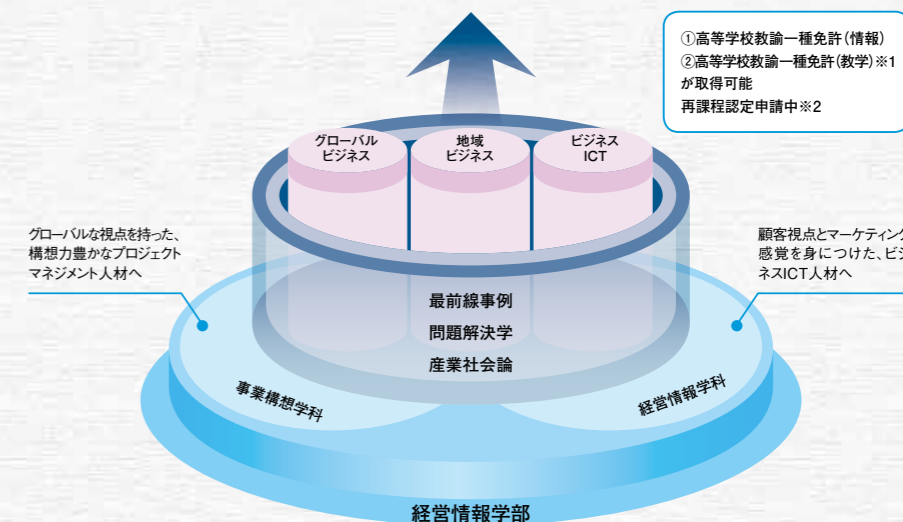 ①高等学校教諭一種免許(情報)
②高等学校教諭一種免許(教学)※1
が取得可能
再課程認定申請中※2
グローバル
ビジネス
地域
ビジネス
ビジネス
ICT
グローバルな視点を持った、
構想力豊かなプロジェクト
マネジメント人材へ
顧客視点とマーケティング
感覚を身につけた、ビジ
ネスICT人材へ
最前線事例
問題解決学
産業社会論
事業構想学科
経営情報学科
経営情報学部